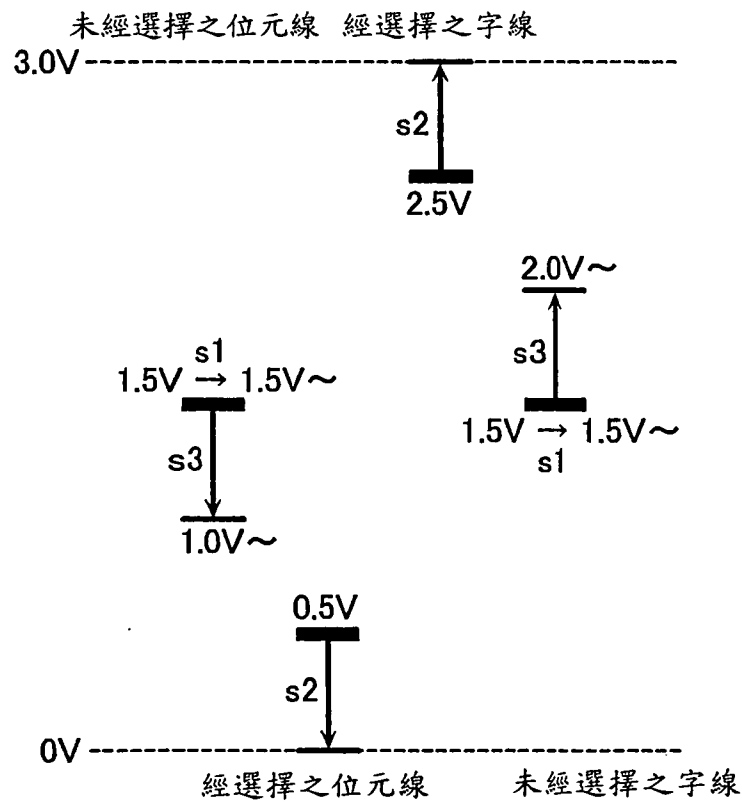 未經選擇之位元線 經選擇之字線
3.0V
s2
2.5V
2.0V～
s3
s1
1.5V → 1.5V～
1.5V → 1.5V～
s1
s3
1.0V～
0.5V
s2
0V
經選擇之位元線 未經選擇之字線